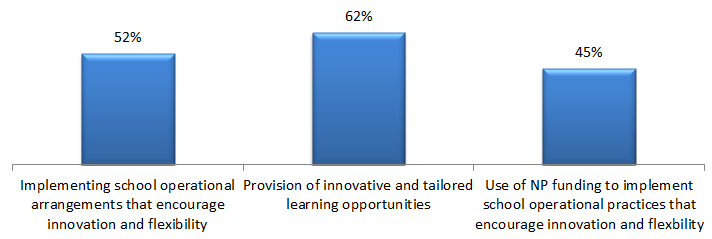 52%
62%
45%
Implementing school operational
arrangements that encourage
innovation and flexibility
Provision of innovative and tailored
learning opportunities
Use of NP funding to implement
school operational practices that
encourage innovation and flexbility